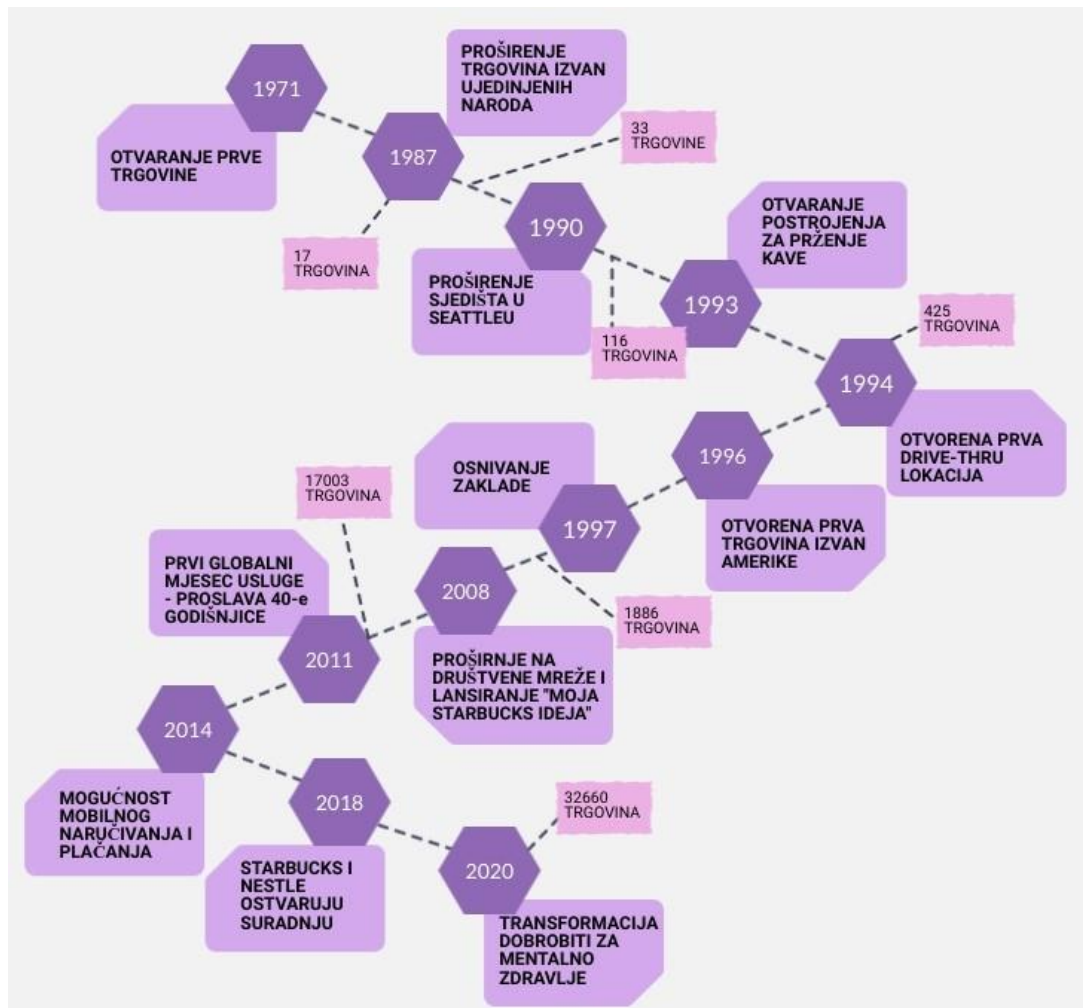 1971
OTVARANJE PRVE
TRGOVINE
PROŠIRENJE
TRGOVINA IZVAN
UJEDINJENIH
NARODA
1987
17
TRGOVINA
33
TRGOVINE
1990
PROŠIRENJE
SJEDIŠTA U
SEATTLEU
116
TRGOVINA
OTVARANJE
POSTROJENJA
ZA PRŽENJE
KAVE
1993
425
TRGOVINA
1994
OTVORENA PRVA
DRIVE-THRU
LOKACIJA
1996
OTVORENA PRVA
TRGOVINA IZVAN
AMERIKE
OSNIVANJE
ZAKLADE
1997
1886
TRGOVINA
2008
PROŠIRNJE NA
DRUŠTVENE MREŽE I
LANSIRANJE "MOJA
STARBUCKS IDEJA"
17003
TRGOVINA
PRVI GLOBALNI
MJESEC USLUGE
- PROSLAVA 40-e
GODIŠNJICE
2011
2014
MOGUĆNOST
MOBILNOG
NARUČIVANJA I
PLAČANJA
2018
STARBUCKS I
NESTLE
OSTVARUJU
SURADNJU
32660
TRGOVINA
2020
TRANSFORMACIJA
DOBROBITI ZA
MENTALNO
ZDRAVLJE